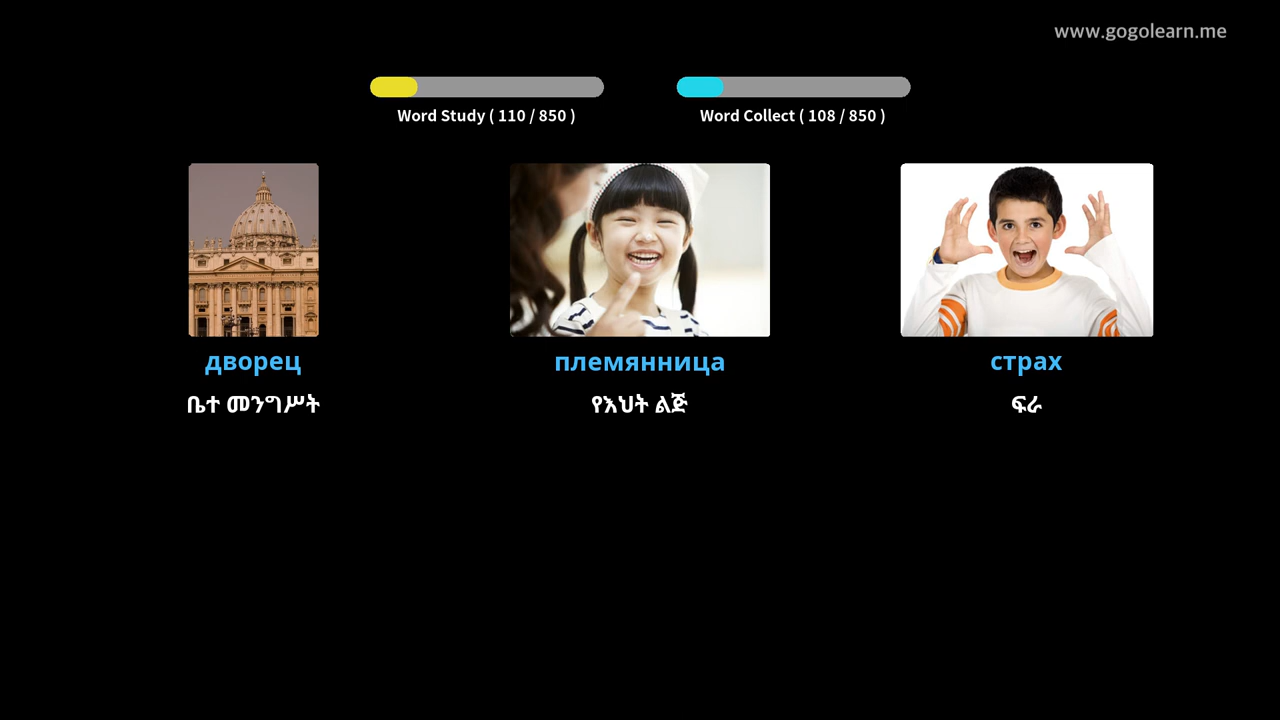 www.gogolearn.me
Word Study ( 110 / 850 )
Word Collect ( 108 / 850 )
дворец
племянница
страх
ቤተ መንግሥት
የእህት ልጅ
ፍራ